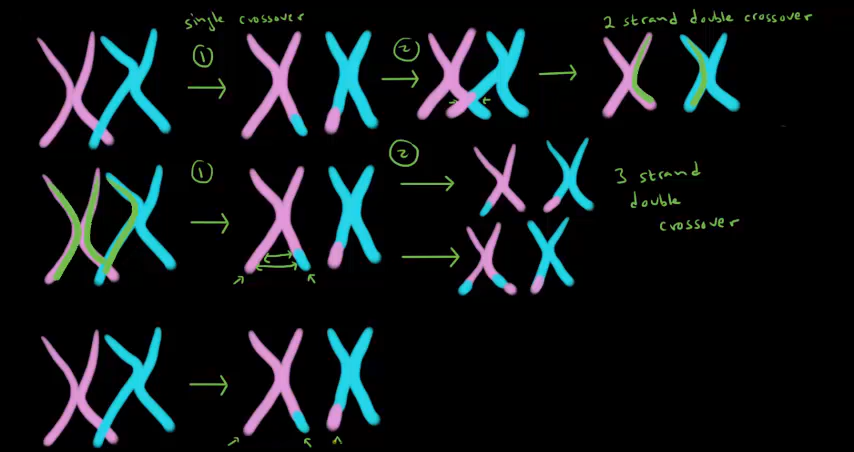 single crossover
2 strand double crossover
1
2
1
2
3 strand
double
crossover